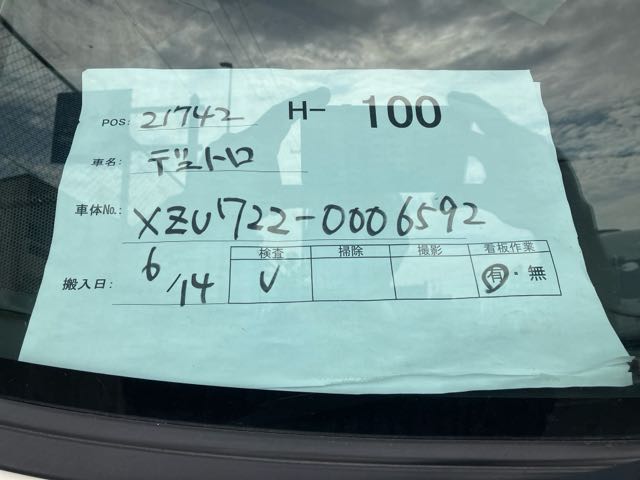 POS: 21742 H- 100
車名: デュトロ
車体No.: XZU722-0006592
搬入日: 6/14
検査 掃除 撮影 看板作業
V 有・無